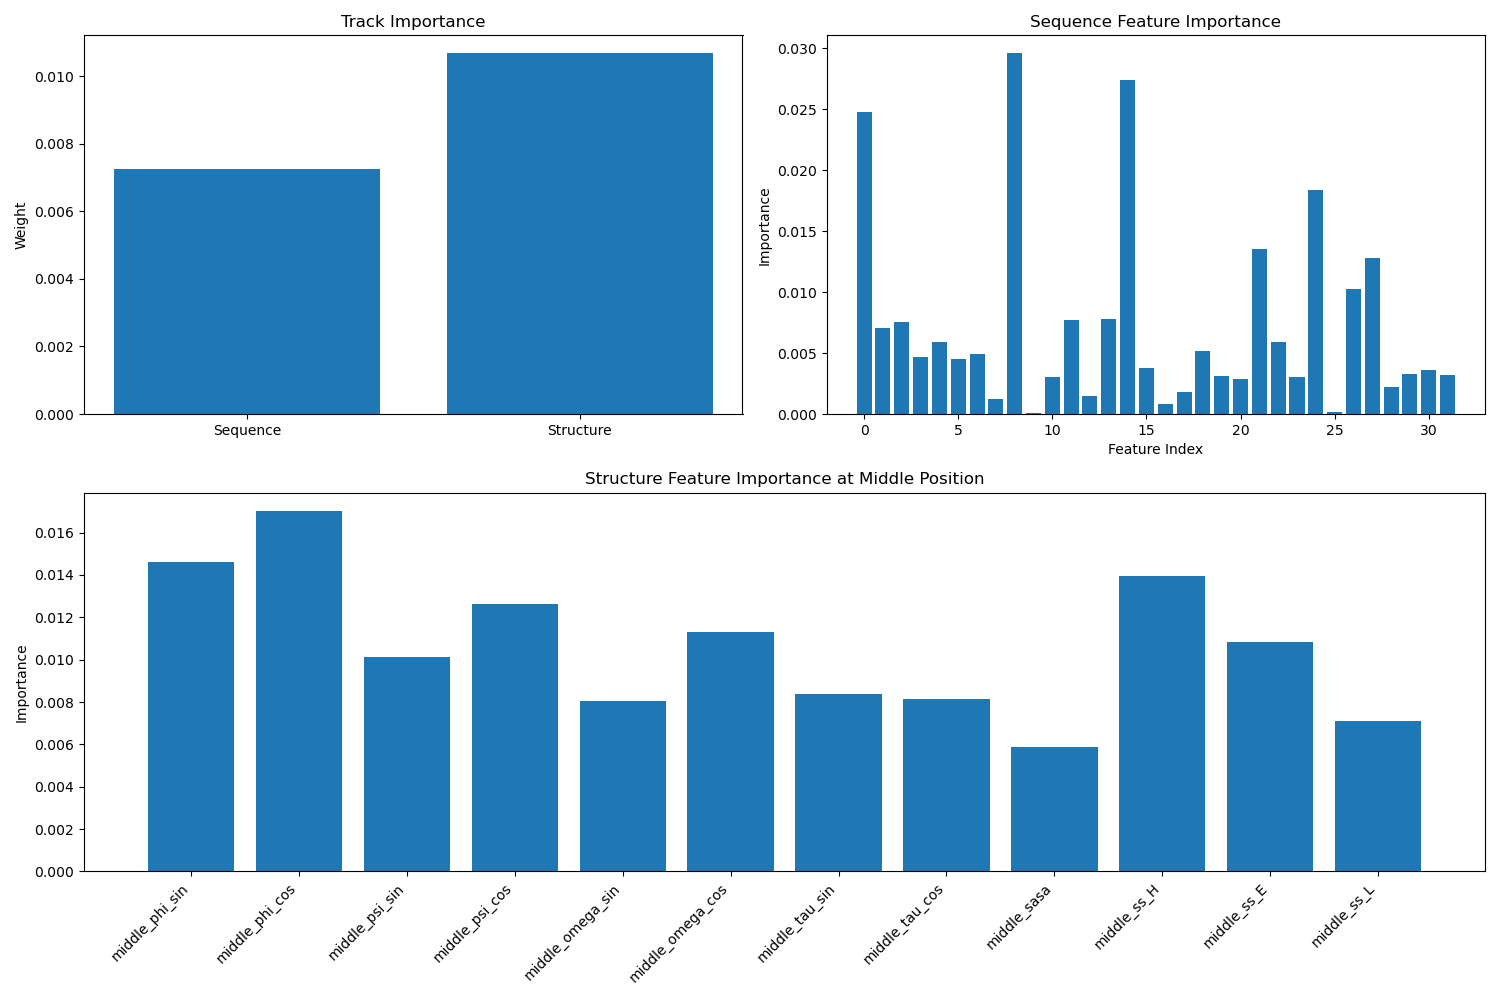 Track Importance
Weight
0.010
0.008
0.006
0.004
0.002
0.000
Sequence Structure
Sequence Feature Importance
Importance
0.030
0.025
0.020
0.015
0.010
0.005
0.000
0 5 10 15 20 25 30
Feature Index
Structure Feature Importance at Middle Position
Importance
0.016
0.014
0.012
0.010
0.008
0.006
0.004
0.002
0.000
middle_phi_sin
middle_phi_cos
middle_psi_sin
middle_psi_cos
middle_omega_sin
middle_omega_cos
middle_tau_sin
middle_tau_cos
middle_sasa
middle_ss_H
middle_ss_E
middle_ss_L